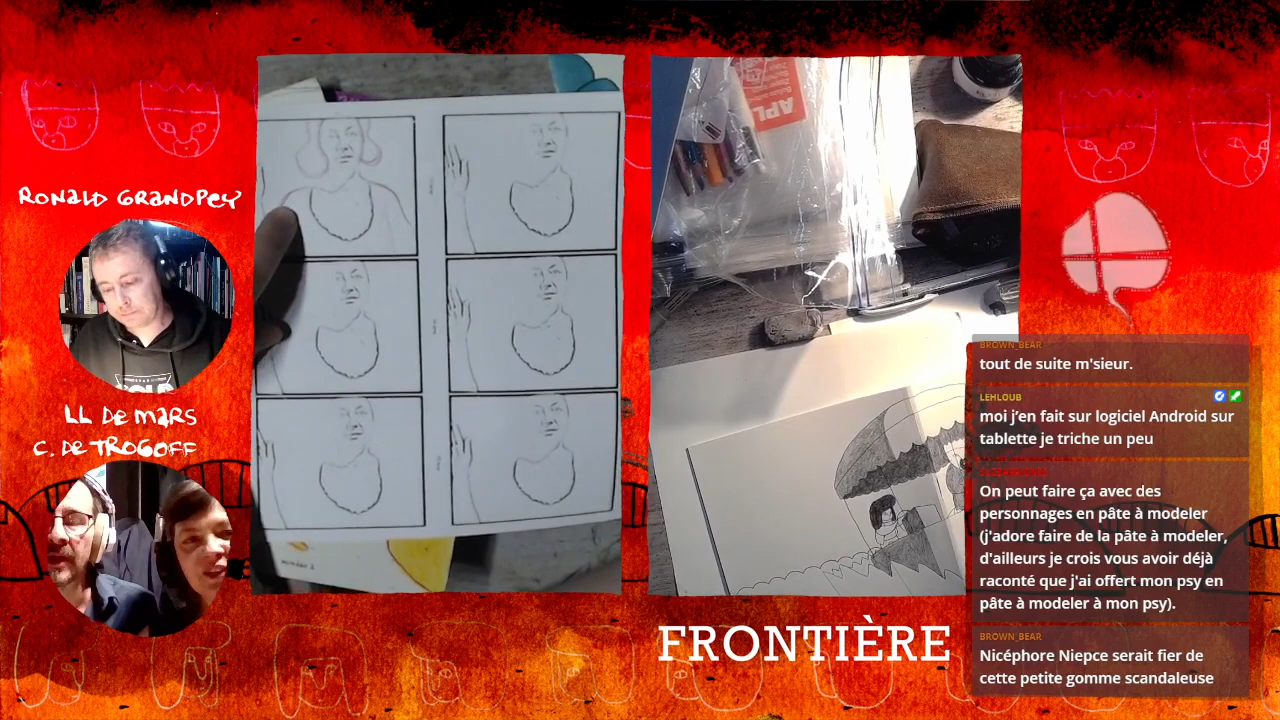 RONALD GRANDPEY
LL DE MARS
C. DE TROGOFF
APLI
FRONTIÈRE
BROWN_BEAR
tout de suite m'sieur.
LEHLOUB
moi j'en fait sur logiciel Android sur
tablette je triche un peu
On peut faire ça avec des
personnages en pâte à modeler
(j'adore faire de la pâte à modeler,
d'ailleurs je crois vous avoir déjà
raconté que j'ai offert mon psy en
pâte à modeler à mon psy).
BROWN_BEAR
Nicéphore Niepce serait fier de
cette petite gomme scandaleuse